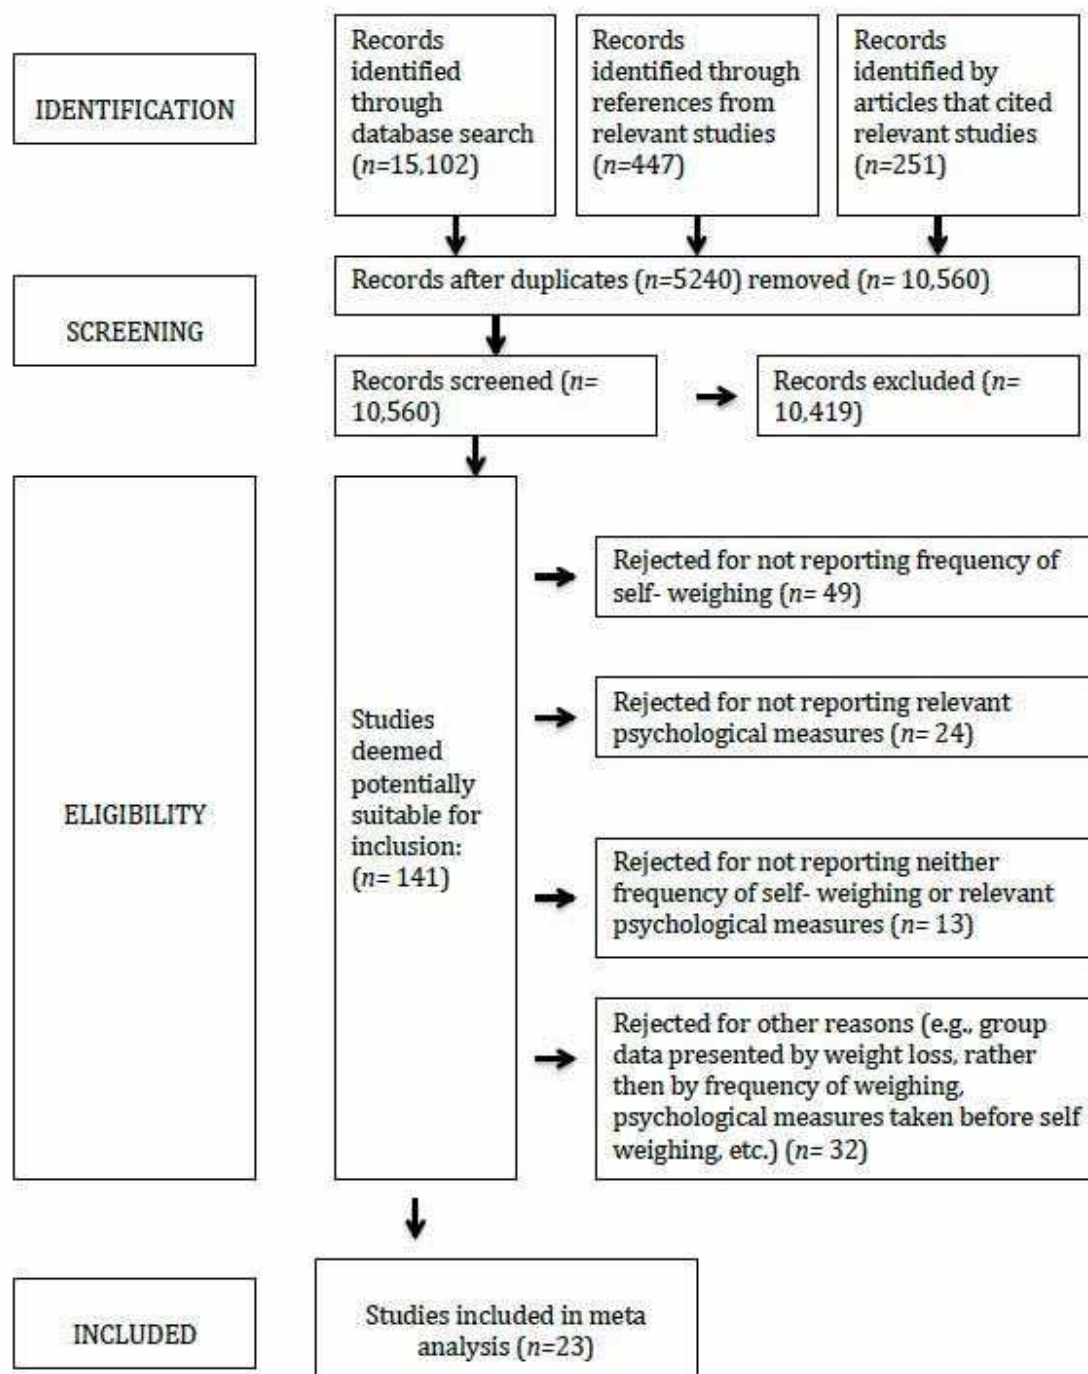 IDENTIFICATION
Records
identified
through
database search
(n=15,102)
Records
identified through
references from
relevant studies
(n=447)
Records
identified by
articles that cited
relevant studies
(n=251)
SCREENING
Records after duplicates (n=5240) removed (n= 10,560)
Records screened (n=
10,560)
Records excluded (n=
10,419)
ELIGIBILITY
Studies
deemed
potentially
suitable for
inclusion:
(n= 141)
Rejected for not reporting frequency of
self- weighing (n= 49)
Rejected for not reporting relevant
psychological measures (n= 24)
Rejected for not reporting neither
frequency of self- weighing or relevant
psychological measures (n= 13)
Rejected for other reasons (e.g., group
data presented by weight loss, rather
then by frequency of weighing,
psychological measures taken before self
weighing, etc.) (n= 32)
INCLUDED
Studies included in meta
analysis (n=23)